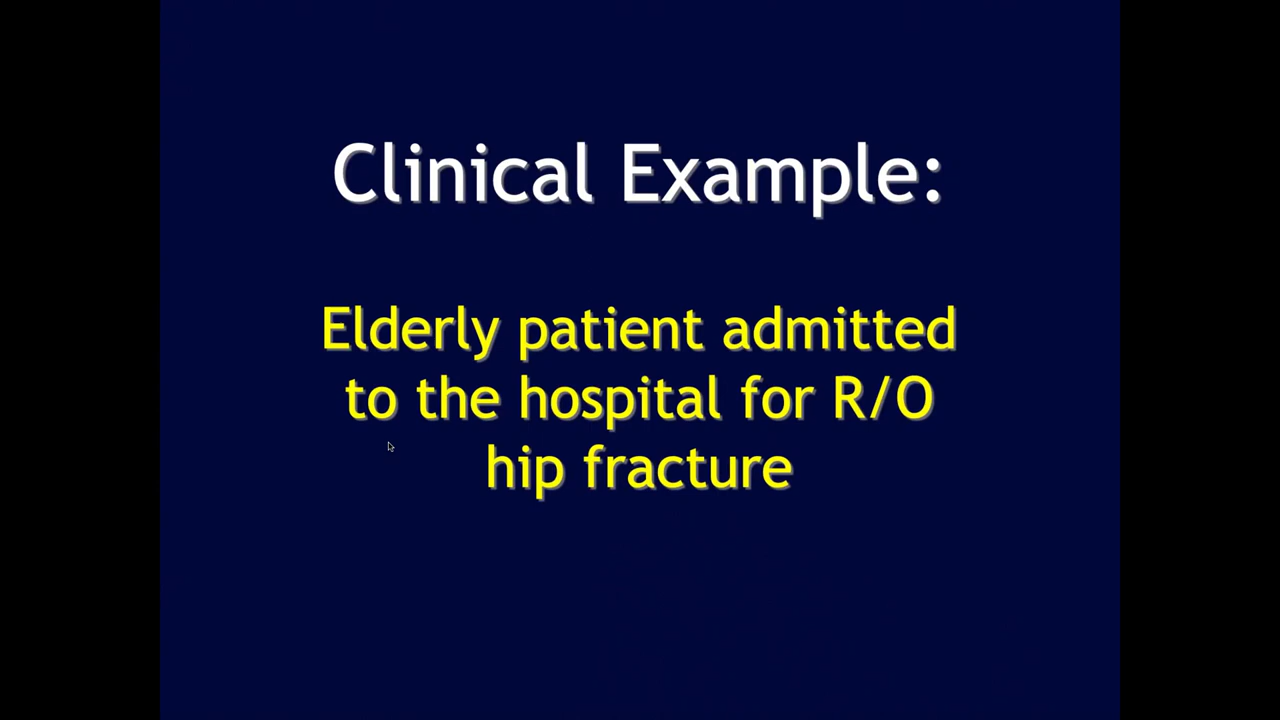 Clinical Example:
Elderly patient admitted
to the hospital for R/O
hip fracture